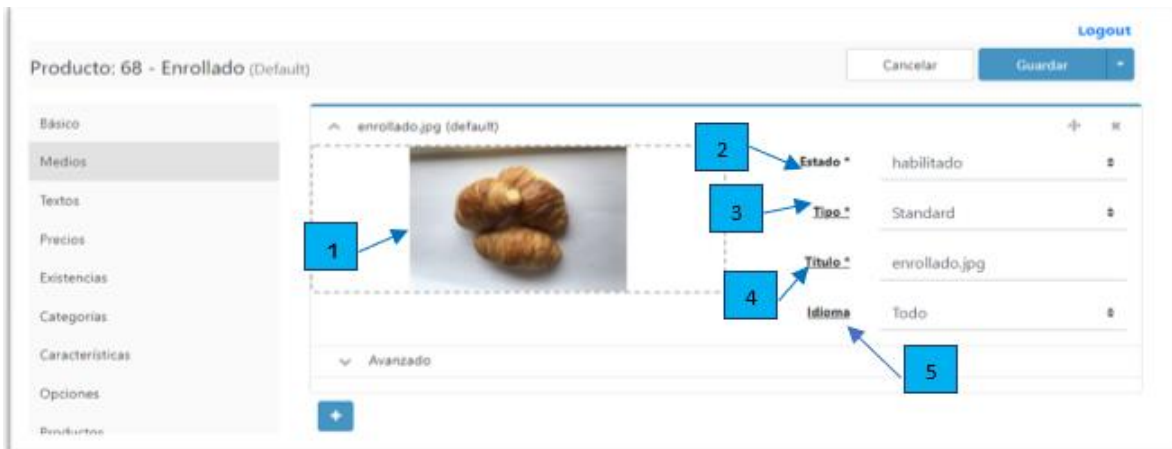 Logout
Producto: 68 - Enrollado (Default)
Cancelar
Guardar
Básico
Medios
Textos
Precios
Existencias
Categorías
Características
Opciones
Productos
enrollado.jpg (default)
1
2
Estado *
habilitado
3
Tipo *
Standard
4
Título *
enrollado.jpg
Idioma
Todo
5
Avanzado